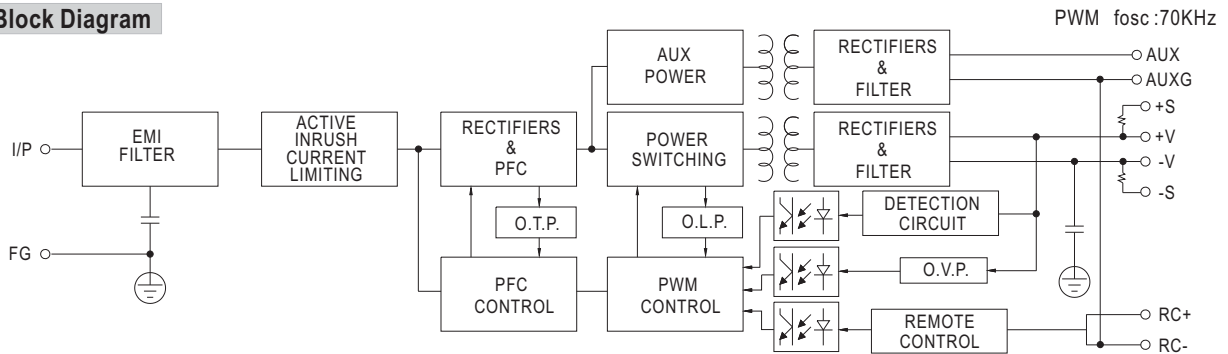 Block Diagram
PWM fosc :70KHz
AUX
POWER
RECTIFIERS
&
FILTER
AUX
AUXG
I/P
EMI
FILTER
ACTIVE
INRUSH
CURRENT
LIMITING
RECTIFIERS
&
PFC
POWER
SWITCHING
RECTIFIERS
&
FILTER
+S
+V
-V
-S
O.T.P.
O.L.P.
DETECTION
CIRCUIT
FG
PFC
CONTROL
PWM
CONTROL
O.V.P.
REMOTE
CONTROL
RC+
RC-